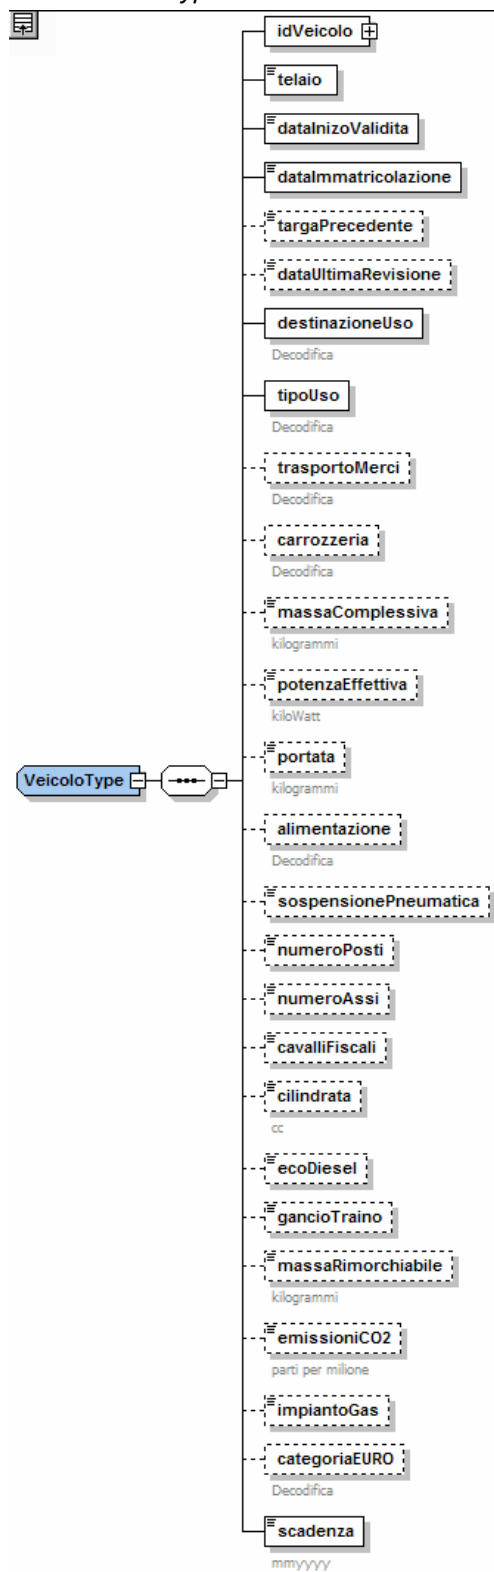 idVeicolo
telaio
dataInizoValidita
dataImmatricolazione
targaPrecedente
dataUltimaRevisione
destinazioneUso
Decodifica
tipoUso
Decodifica
trasportoMerci
Decodifica
carrozzeria
Decodifica
massaComplessiva
kilogrammi
potenzaEffettiva
kiloWatt
portata
VeicoloType
kilogrammi
alimentazione
Decodifica
sospensionePneumatica
numeroPosti
numeroAssi
cavalliFiscali
cilindrata
cc
ecoDiesel
gancioTraino
massaRimorchiabile
kilogrammi
emissioniCO2
parti per milione
impiantoGas
categoriaEURO
Decodifica
scadenza
mmyyyy